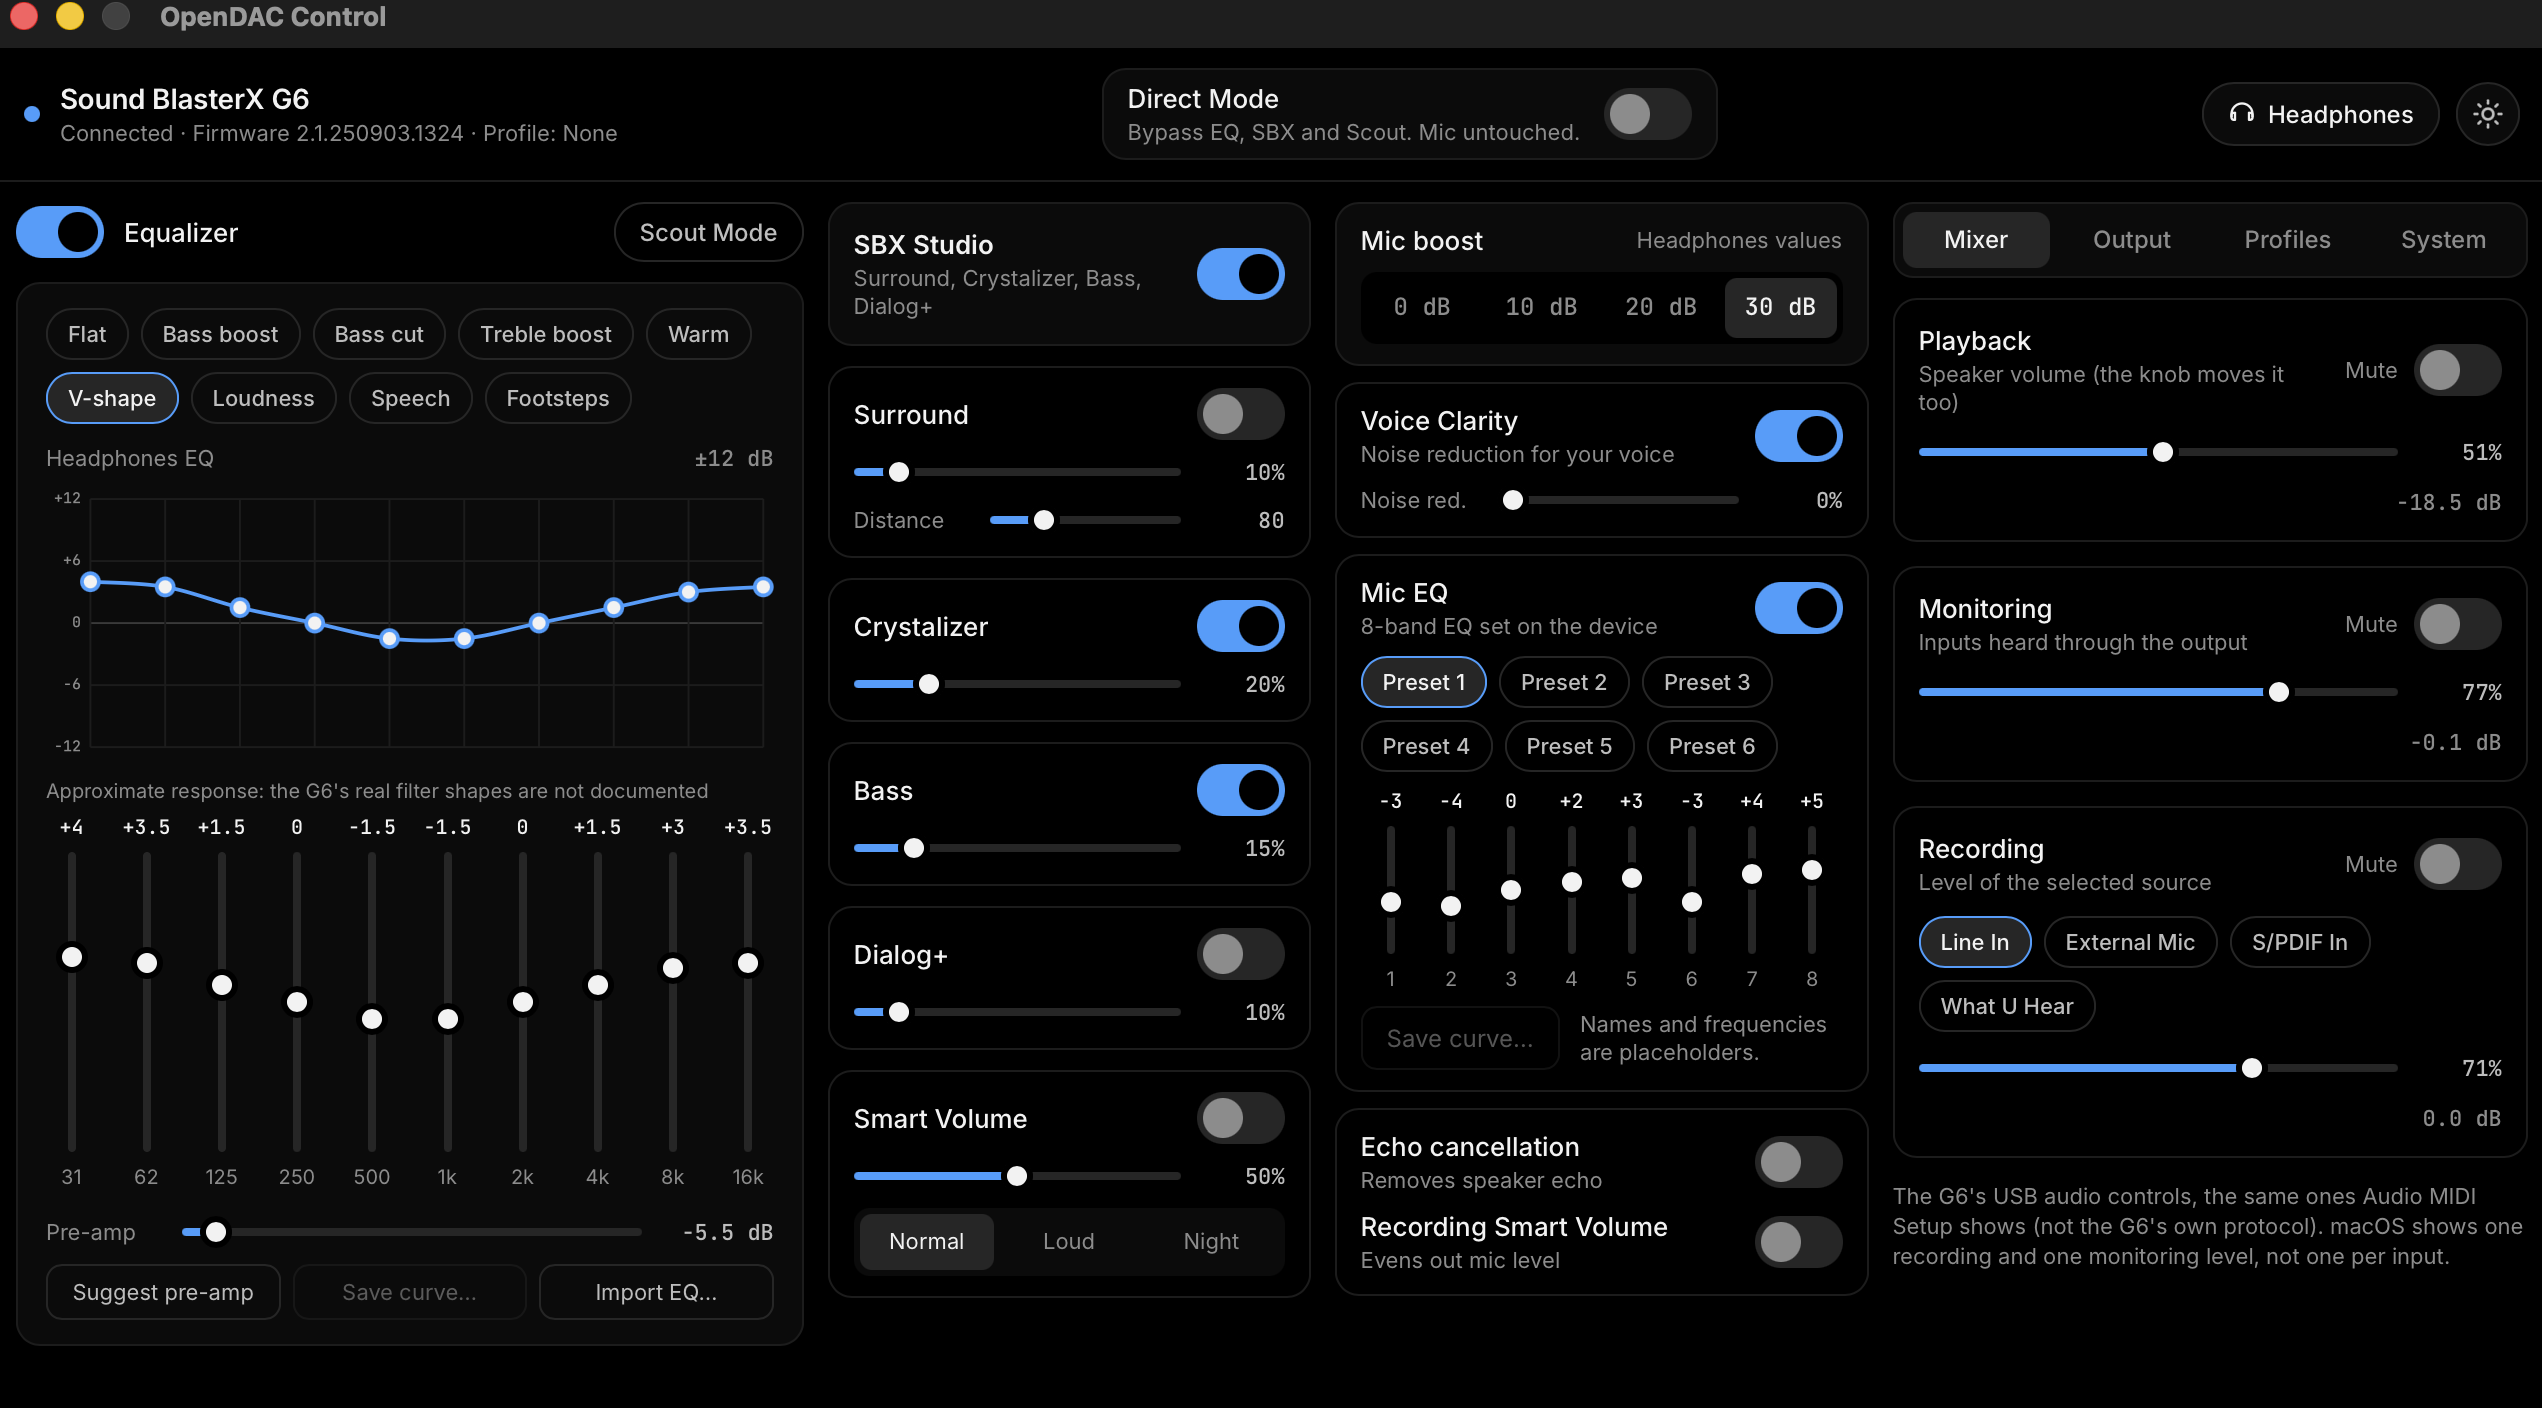 OpenDAC Control
Sound BlasterX G6
Connected · Firmware 2.1.250903.1324 · Profile: None
Direct Mode
Bypass EQ, SBX and Scout. Mic untouched.
Headphones
Equalizer
Scout Mode
Flat
Bass boost
Bass cut
Treble boost
Warm
V-shape
Loudness
Speech
Footsteps
Headphones EQ
±12 dB
+12
+6
0
-6
-12
Approximate response: the G6's real filter shapes are not documented
+4 +3.5 +1.5 0 -1.5 -1.5 0 +1.5 +3 +3.5
31 62 125 250 500 1k 2k 4k 8k 16k
Pre-amp
-5.5 dB
Suggest pre-amp
Save curve...
Import EQ...
SBX Studio
Surround, Crystalizer, Bass,
Dialog+
Surround
10%
Distance
80
Crystalizer
20%
Bass
15%
Dialog+
10%
Smart Volume
50%
Normal
Loud
Night
Mic boost
Headphones values
0 dB
10 dB
20 dB
30 dB
Voice Clarity
Noise reduction for your voice
Noise red.
0%
Mic EQ
8-band EQ set on the device
Preset 1
Preset 2
Preset 3
Preset 4
Preset 5
Preset 6
-3 -4 0 +2 +3 -3 +4 +5
1 2 3 4 5 6 7 8
Save curve...
Names and frequencies
are placeholders.
Echo cancellation
Removes speaker echo
Recording Smart Volume
Evens out mic level
Mixer
Output
Profiles
System
Playback
Speaker volume (the knob moves it
too)
Mute
51%
-18.5 dB
Monitoring
Inputs heard through the output
Mute
77%
-0.1 dB
Recording
Level of the selected source
Mute
Line In
External Mic
S/PDIF In
What U Hear
71%
0.0 dB
The G6's USB audio controls, the same ones Audio MIDI
Setup shows (not the G6's own protocol). macOS shows one
recording and one monitoring level, not one per input.